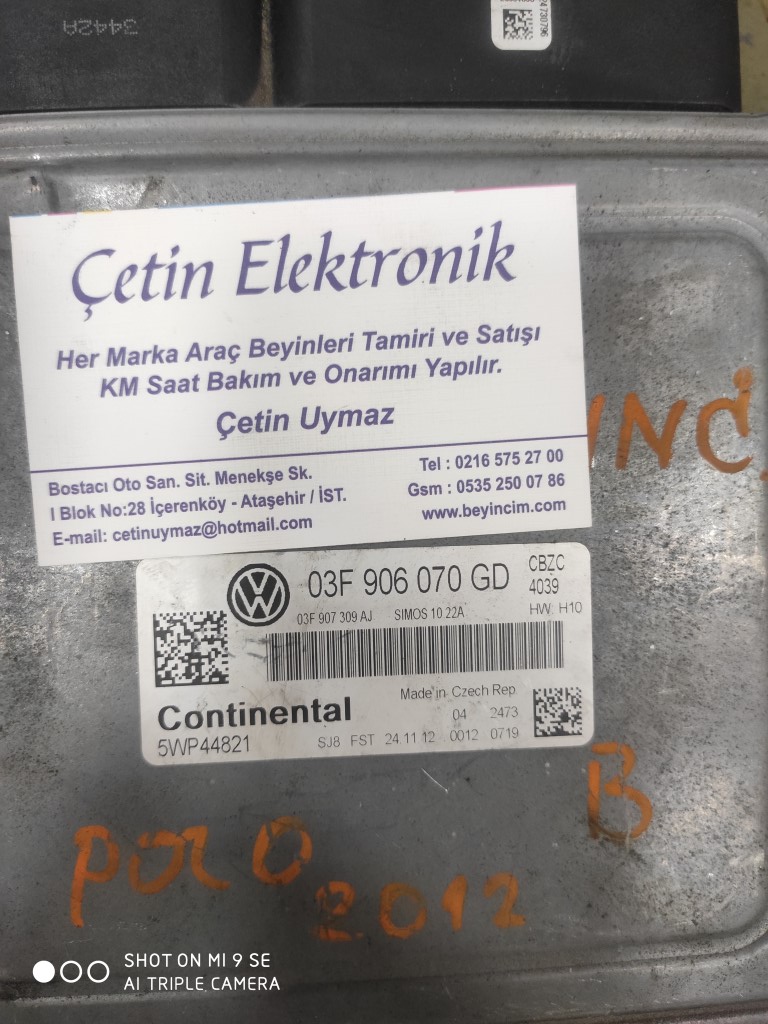 3442A
24730796
Çetin Elektronik
Her Marka Araç Beyinleri Tamiri ve Satışı
KM Saat Bakım ve Onarımı Yapılır.
Çetin Uymaz
Bostacı Oto San. Sit. Menekşe Sk.
I Blok No:28 İçerenköy - Ataşehir / İST.
E-mail: cetinuymaz@hotmail.com
Tel : 0216 575 27 00
Gsm : 0535 250 07 86
www.beyincim.com
03F 906 070 GD
CBZC
4039
03F 907 309 AJ SIMOS 10.22A
HW: H10
Made in Czech Rep
Continental
04 2473
5WP44821
SJ8 FST 24.11.12 0012 0719
B
POLO
2012
SHOT ON MI 9 SE
AI TRIPLE CAMERA